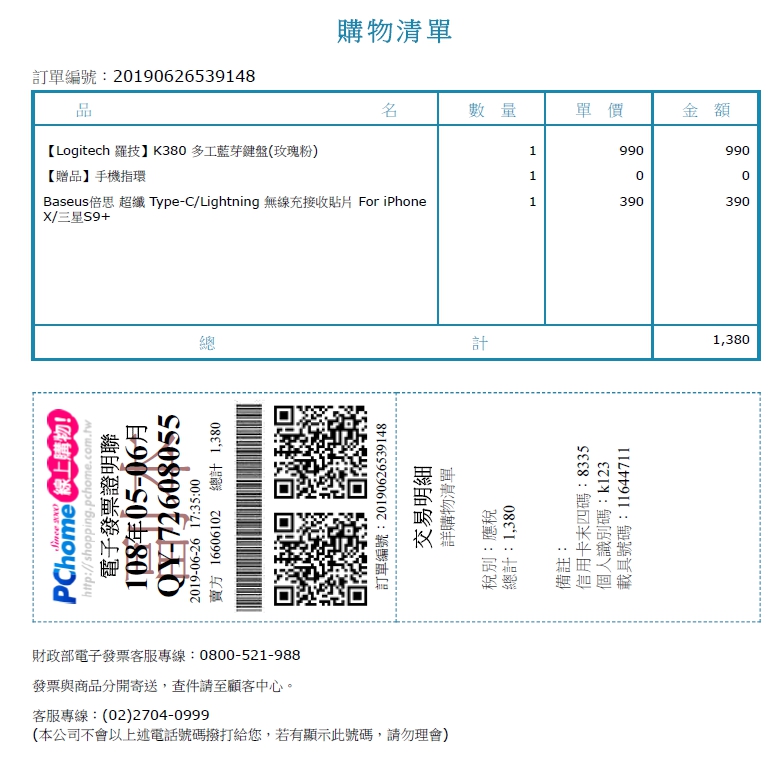 購物清單
訂單編號：20190626539148
品 名 數 量 單 價 金 額
【Logitech 羅技】K380 多工藍芽鍵盤(玫瑰粉) 1 990 990
【贈品】手機指環 1 0 0
Baseus倍思 超纖 Type-C/Lightning 無線充接收貼片 For iPhone 1 390 390
X/三星S9+
總 計 1,380
PChome 線上購物!
since 2000
http://shopping.pchome.com.tw
電子發票證明聯
108年05-06月
QY-72608055
2019-06-26 17:35:00
賣方 16606102 總計 1,380
訂單編號：20190626539148
交易明細
詳購物清單
稅別：應稅
總計：1,380
備註：
信用卡末四碼：8335
個人識別碼：k123
載具號碼：11644711
財政部電子發票客服專線：0800-521-988
發票與商品分開寄送，查件請至顧客中心。
客服專線：(02)2704-0999
(本公司不會以上述電話號碼撥打給您，若有顯示此號碼，請勿理會)